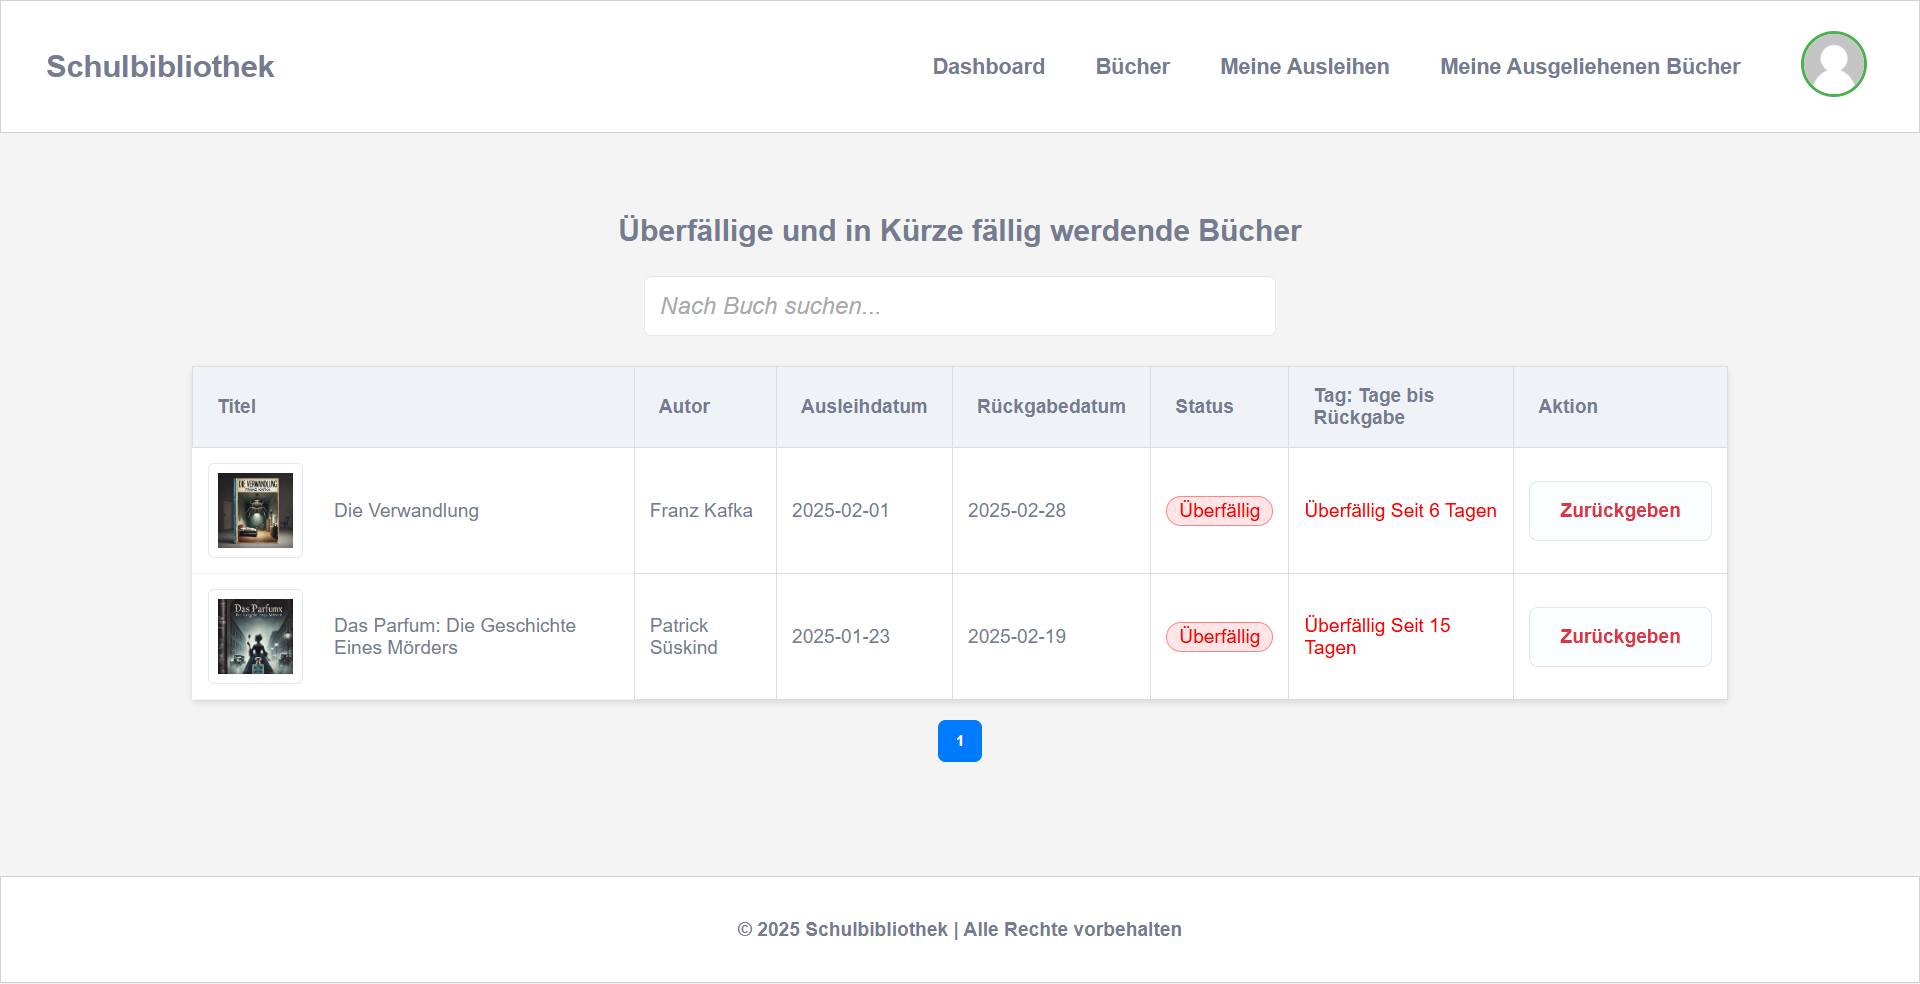 Schulbibliothek
Dashboard
Bücher
Meine Ausleihen
Meine Ausgeliehenen Bücher
Überfällige und in Kürze fällig werdende Bücher
Nach Buch suchen...
Titel
Autor
Ausleihdatum
Rückgabedatum
Status
Tag: Tage bis
Rückgabe
Aktion
DIE VERWANDLUNG
FRANZ KAFKA
Die Verwandlung
Franz Kafka
2025-02-01
2025-02-28
Überfällig
Überfällig Seit 6 Tagen
Zurückgeben
Das Parfumx
Das Parfum: Die Geschichte
Eines Mörders
Patrick
Süskind
2025-01-23
2025-02-19
Überfällig
Überfällig Seit 15
Tagen
Zurückgeben
1
© 2025 Schulbibliothek | Alle Rechte vorbehalten